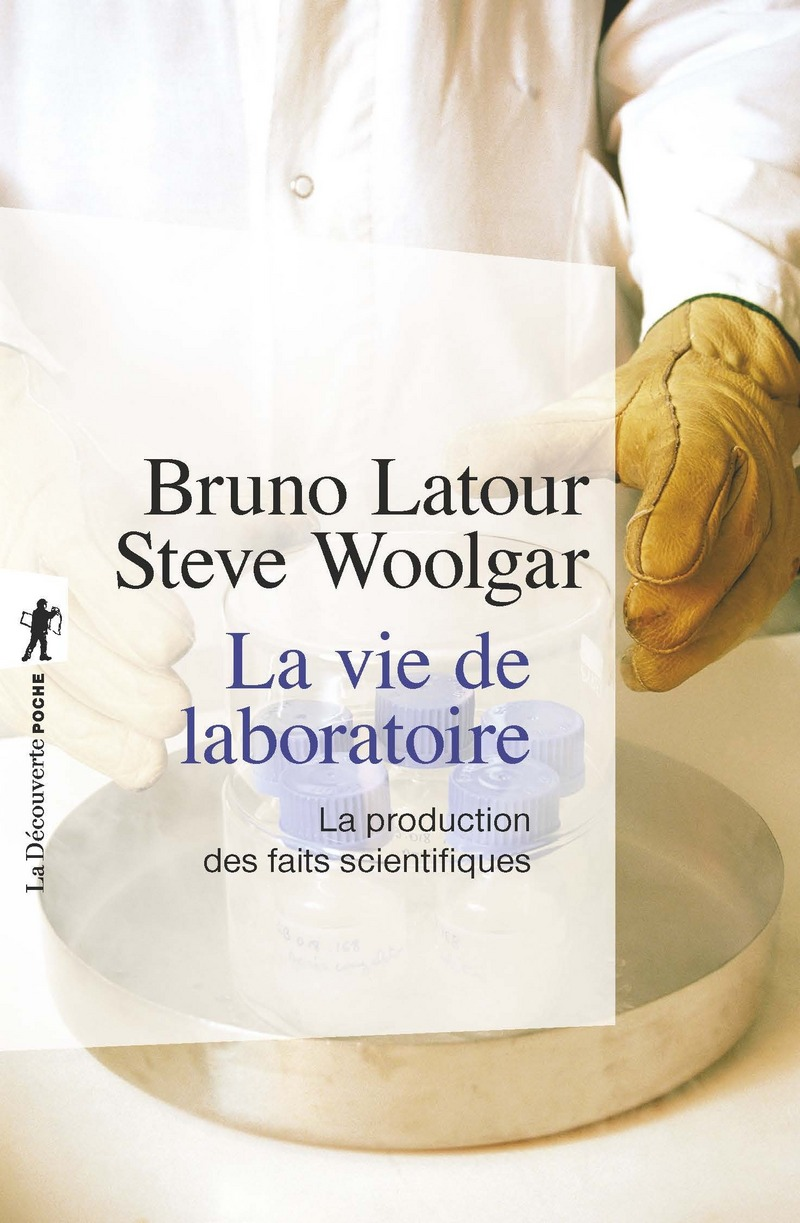 Bruno Latour
Steve Woolgar
La vie de
laboratoire
La production
des faits scientifiques
La Découverte POCHE